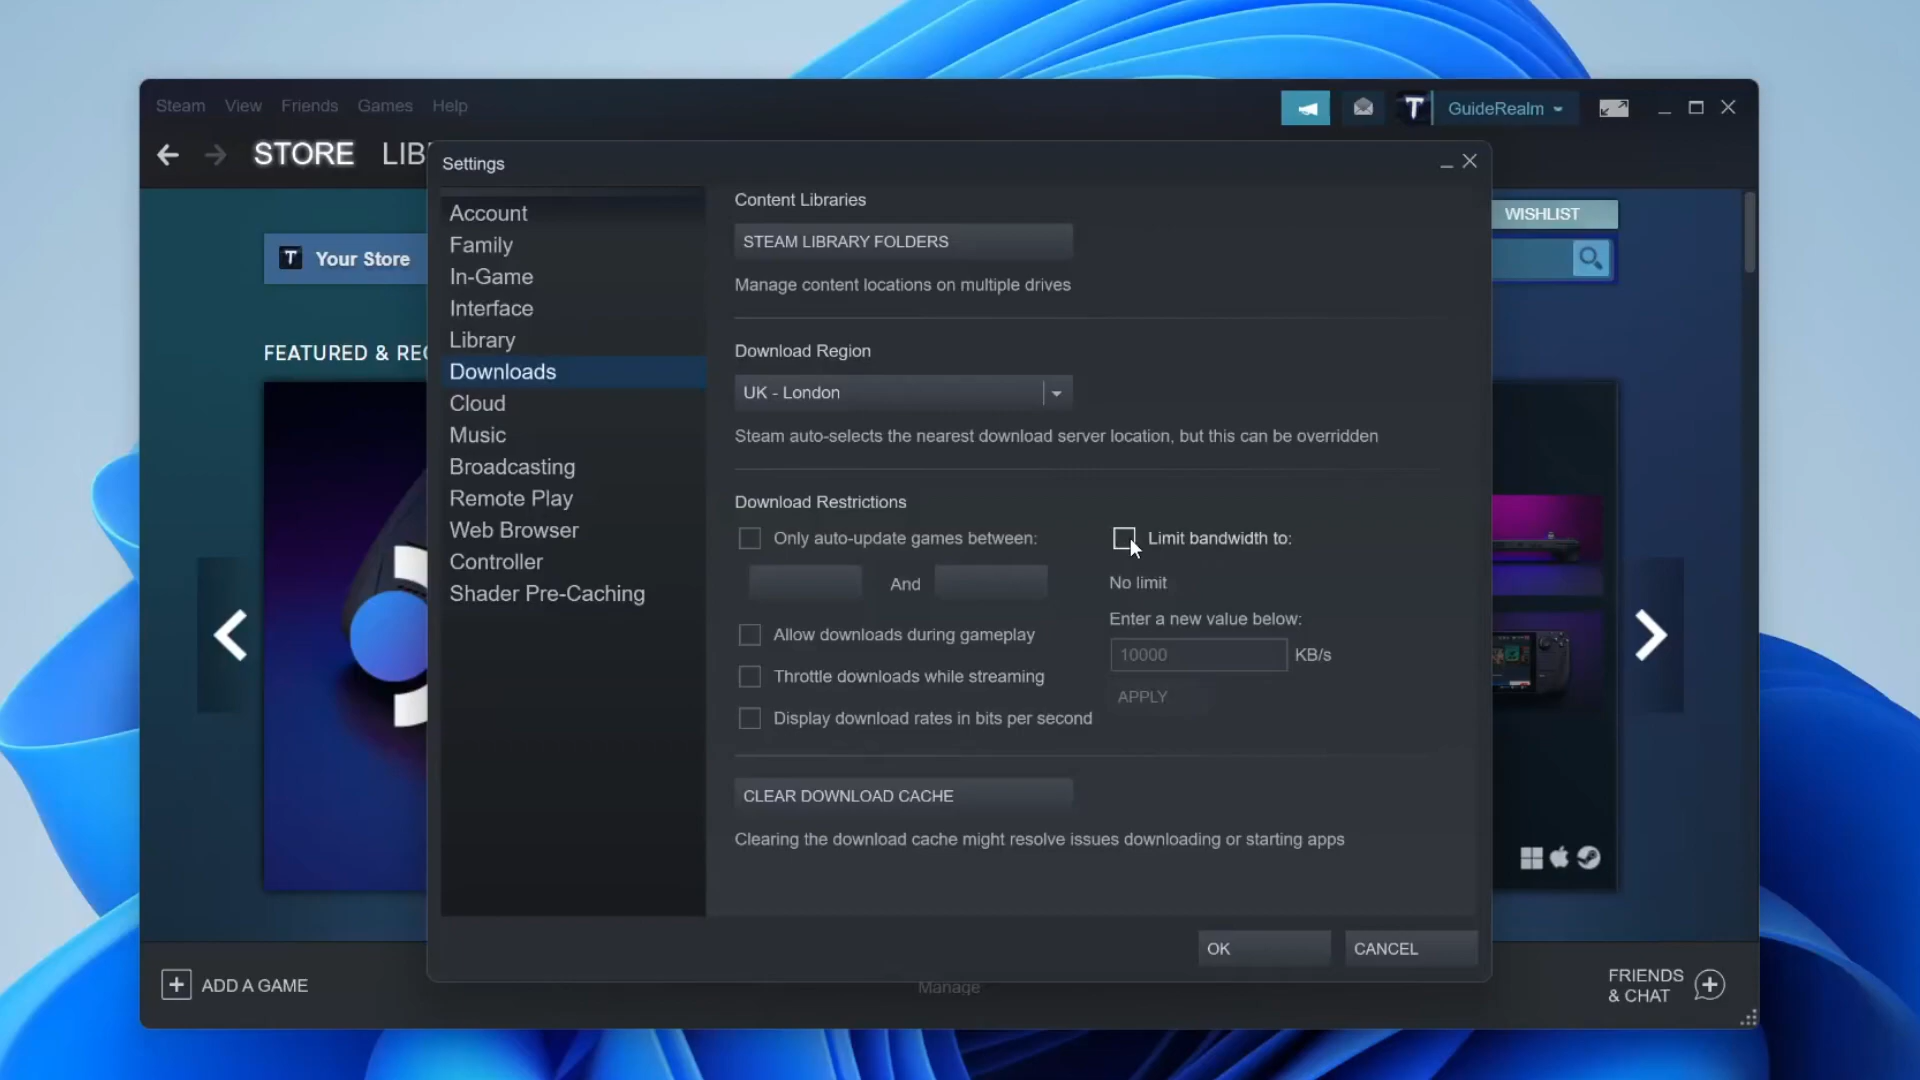 Steam View Friends Games Help
GuideRealm
STORE LIB
Settings
WISHLIST
T Your Store
FEATURED & REC
Account
Family
In-Game
Interface
Library
Downloads
Cloud
Music
Broadcasting
Remote Play
Web Browser
Controller
Shader Pre-Caching
Content Libraries
STEAM LIBRARY FOLDERS
Manage content locations on multiple drives
Download Region
UK - London
Steam auto-selects the nearest download server location, but this can be overridden
Download Restrictions
Only auto-update games between:
And
Allow downloads during gameplay
Throttle downloads while streaming
Display download rates in bits per second
Limit bandwidth to:
No limit
Enter a new value below:
10000 KB/s
APPLY
CLEAR DOWNLOAD CACHE
Clearing the download cache might resolve issues downloading or starting apps
OK CANCEL
ADD A GAME
Manage
FRIENDS
& CHAT